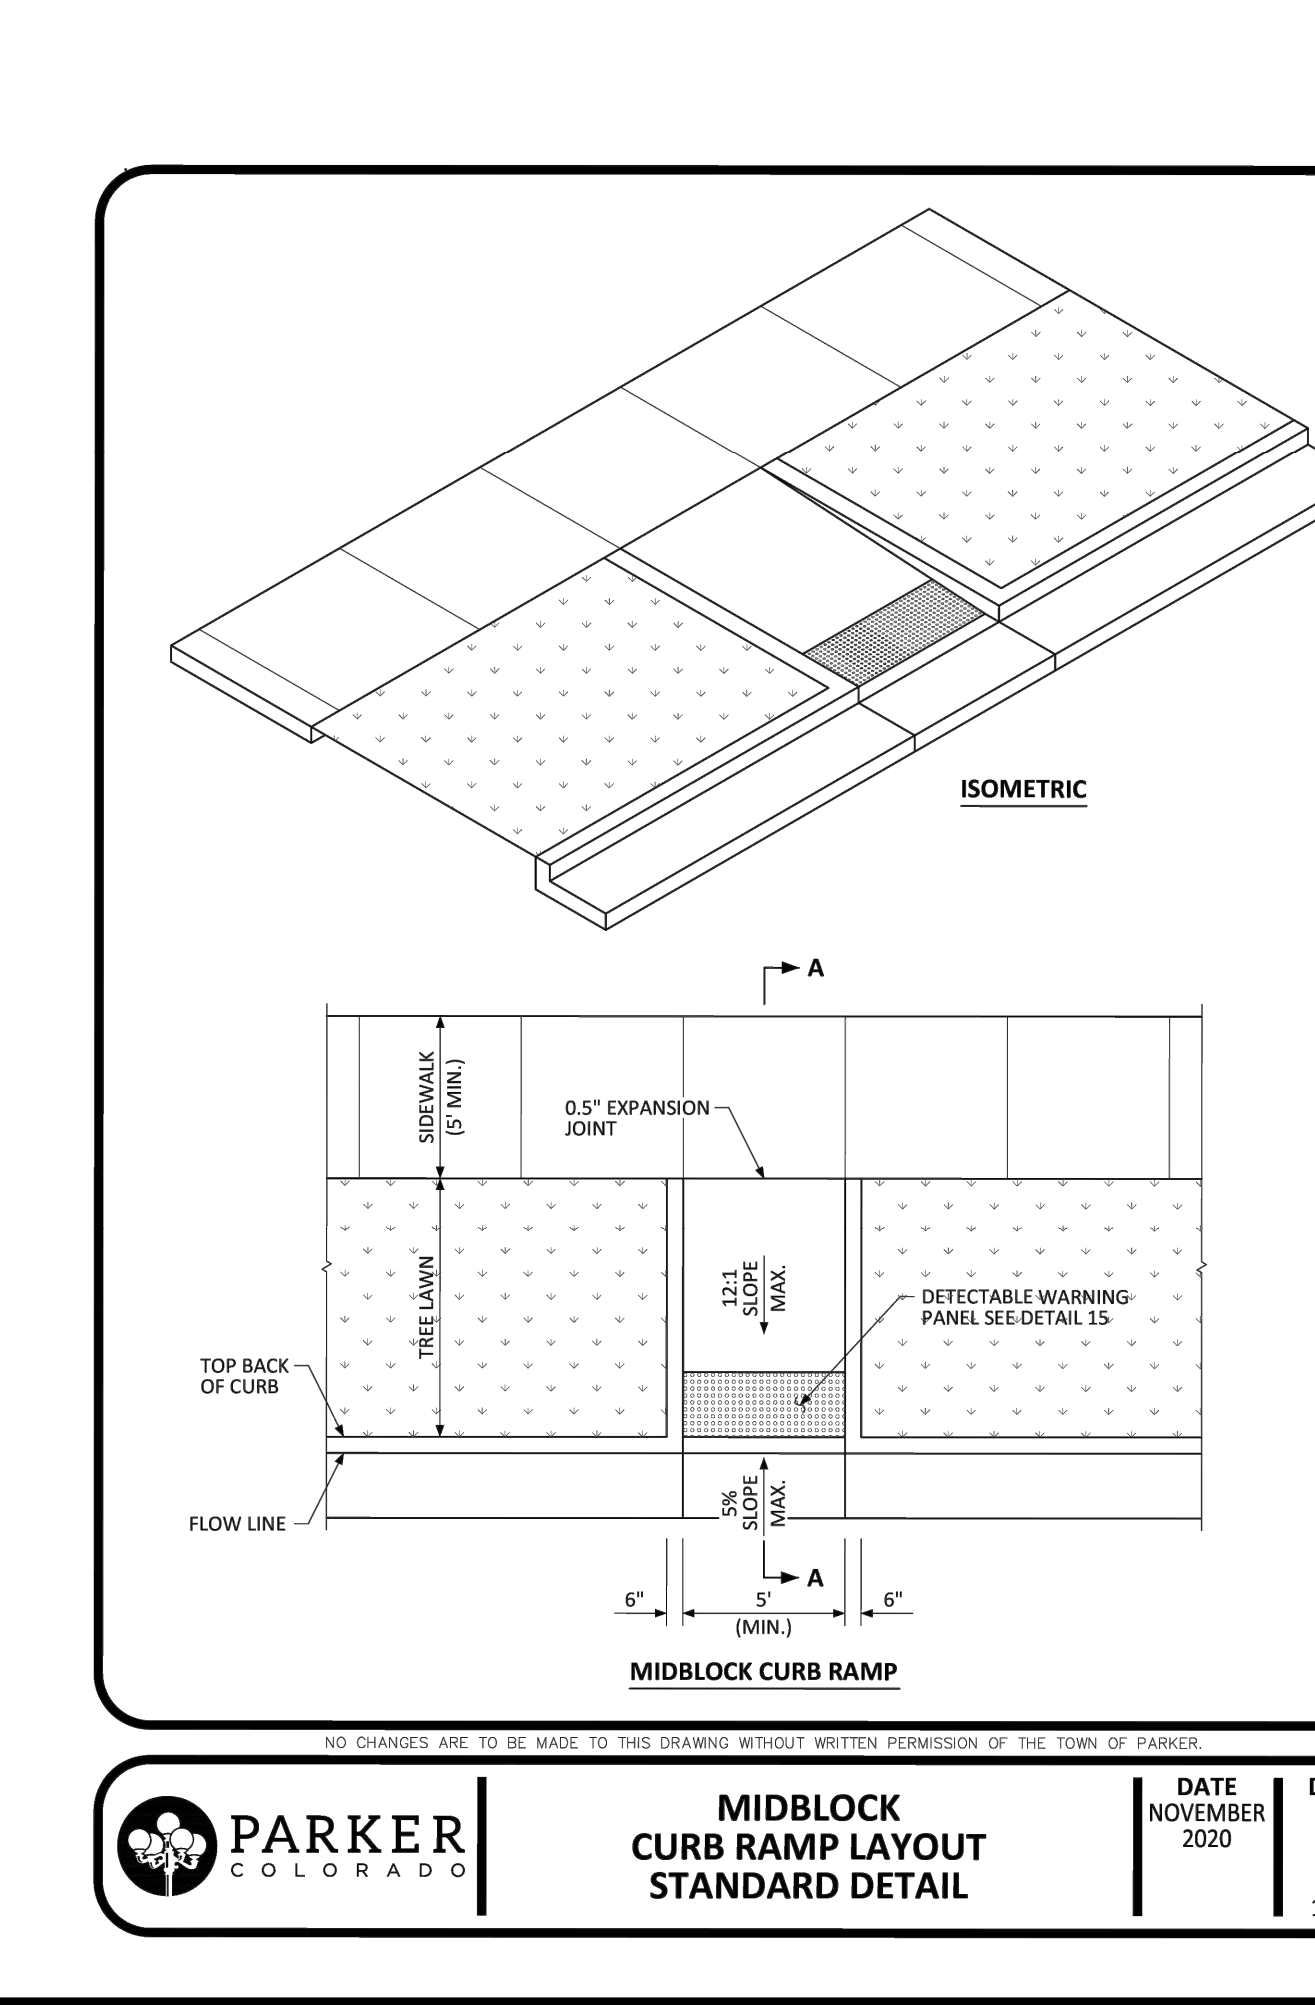 ISOMETRIC
A
SIDEWALK
(5' MIN.)
0.5" EXPANSION
JOINT
TREE LAWN
12:1
SLOPE
MAX.
DETECTABLE WARNING
PANEL SEE DETAIL 15
TOP BACK
OF CURB
FLOW LINE
5%
SLOPE
MAX.
A
6"
5'
(MIN.)
6"
MIDBLOCK CURB RAMP
NO CHANGES ARE TO BE MADE TO THIS DRAWING WITHOUT WRITTEN PERMISSION OF THE TOWN OF PARKER.
PARKER
COLORADO
MIDBLOCK
CURB RAMP LAYOUT
STANDARD DETAIL
DATE
NOVEMBER
2020